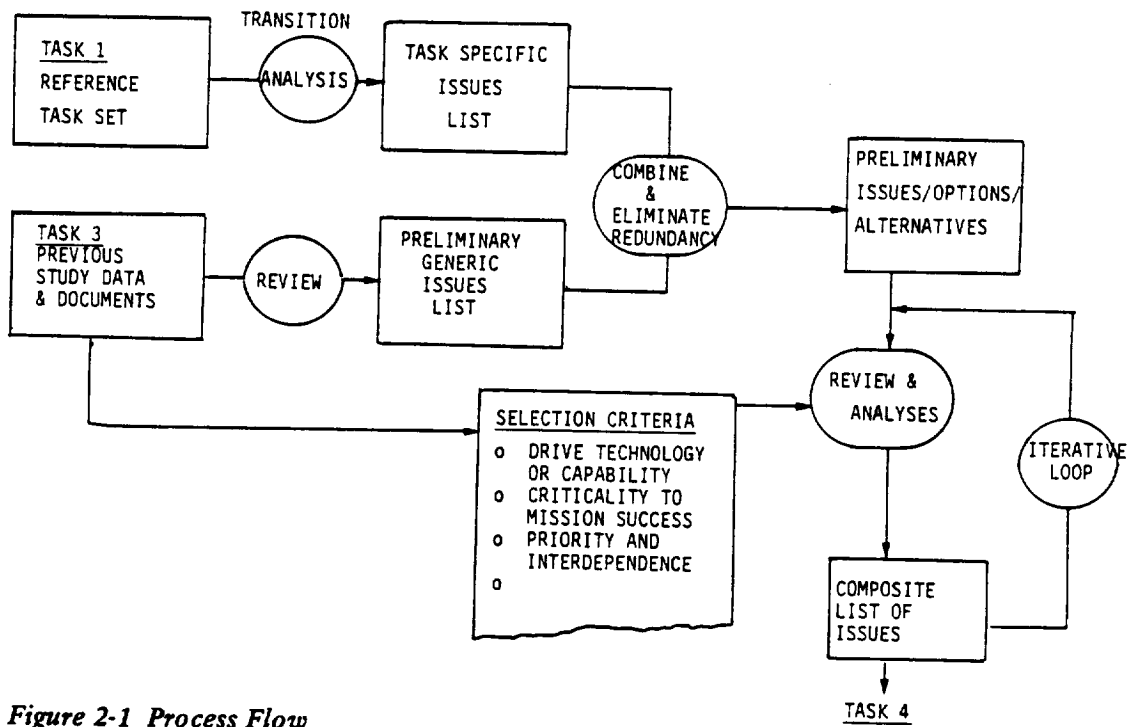 TRANSITION
TASK 1
REFERENCE
TASK SET
ANALYSIS
TASK SPECIFIC
ISSUES
LIST
TASK 3
PREVIOUS
STUDY DATA
& DOCUMENTS
REVIEW
PRELIMINARY
GENERIC
ISSUES
LIST
COMBINE
&
ELIMINATE
REDUNDANCY
PRELIMINARY
ISSUES/OPTIONS/
ALTERNATIVES
SELECTION CRITERIA
o DRIVE TECHNOLOGY
OR CAPABILITY
o CRITICALITY TO
MISSION SUCCESS
o PRIORITY AND
INTERDEPENDENCE
o
REVIEW &
ANALYSES
ITERATIVE
LOOP
COMPOSITE
LIST OF
ISSUES
TASK 4
Figure 2-1 Process Flow